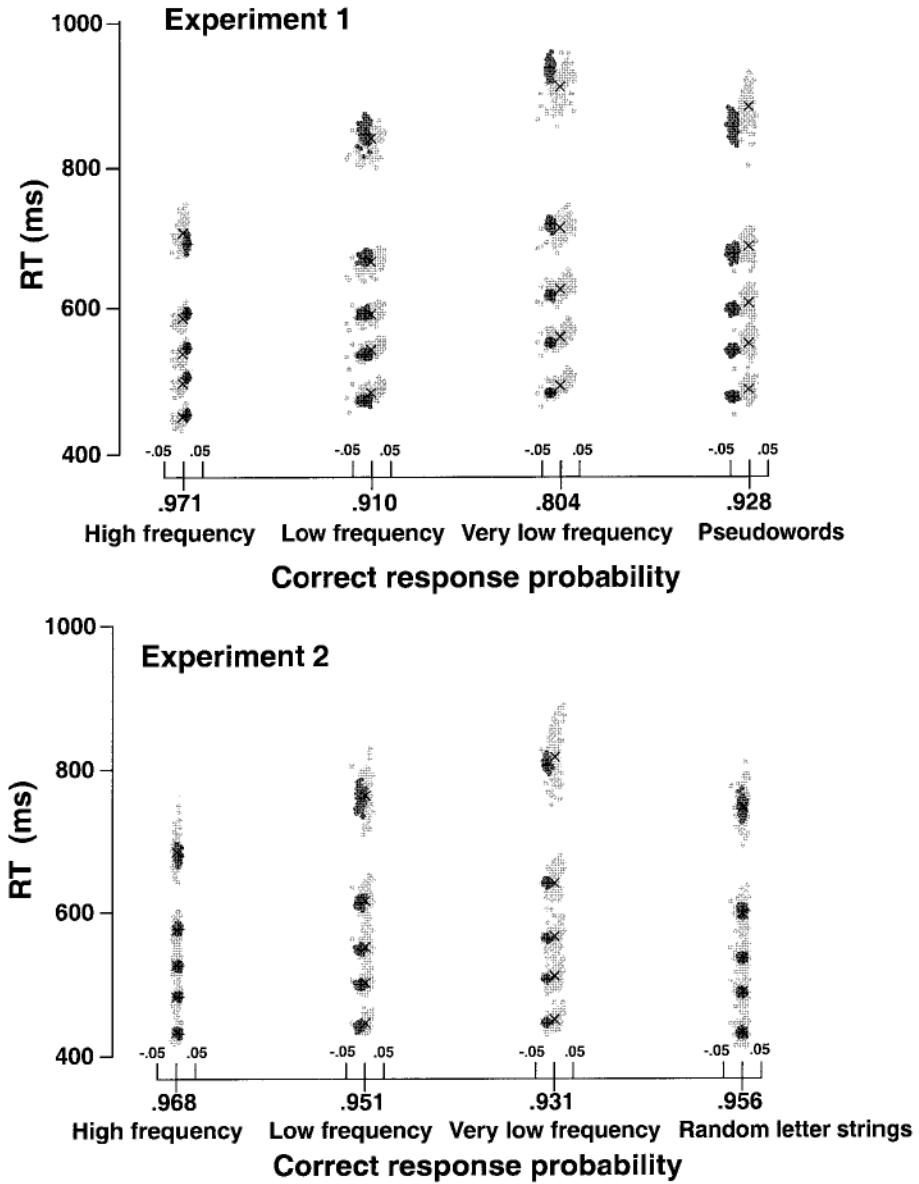 Experiment 1
1000
800
600
400
RT (ms)
-.05 .05 -.05 .05 -.05 .05 -.05 .05
.971 .910 .804 .928
High frequency Low frequency Very low frequency Pseudowords
Correct response probability
Experiment 2
1000
800
600
400
RT (ms)
-.05 .05 -.05 .05 -.05 .05 -.05 .05
.968 .951 .931 .956
High frequency Low frequency Very low frequency Random letter strings
Correct response probability